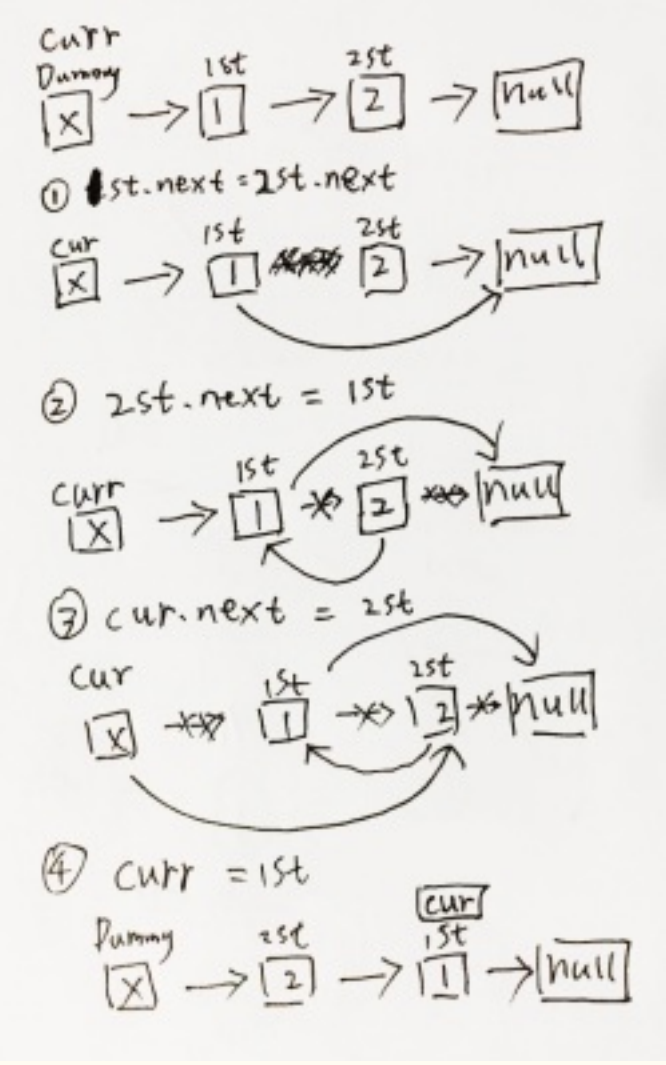 Curr
Dummy 1st 2st
X → 1 → 2 → null
① 1st.next = 2st.next
cur 1st 2st
X → 1 2 → null
② 2st.next = 1st
1st 2st
curr
X → 1 → 2 → null
③ cur.next = 2st
cur 1st 2st
X → 1 → 2 → null
④ curr = 1st
cur
Dummy 2st 1st
X → 2 → 1 → null